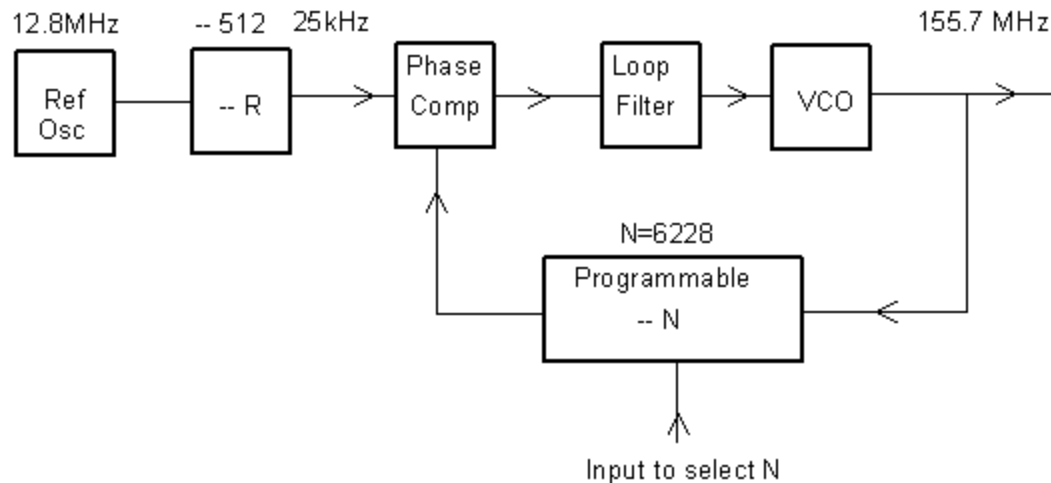 12.8MHz
-- 512
25kHz
155.7 MHz
Ref
Osc
-- R
Phase
Comp
Loop
Filter
VCO
N=6228
Programmable
-- N
Input to select N